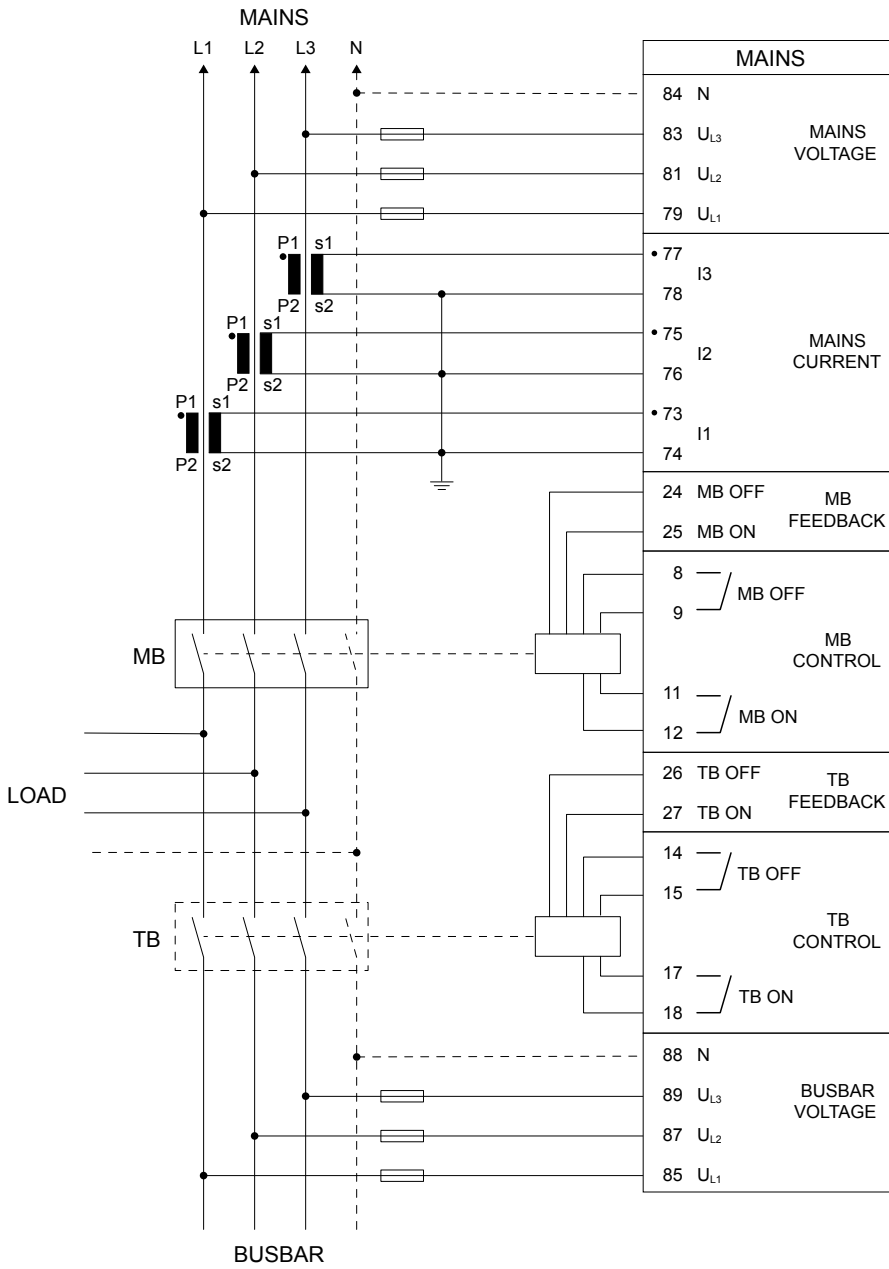 MAINS
L1 L2 L3 N
MAINS
84 N
83 UL3
MAINS
VOLTAGE
81 UL2
79 UL1
P1 s1
P2 s2
• 77
I3
78
P1 s1
P2 s2
• 75
I2
76
MAINS
CURRENT
P1 s1
P2 s2
• 73
I1
74
24 MB OFF
25 MB ON
MB
FEEDBACK
8
9
MB OFF
MB
MB
CONTROL
11
12
MB ON
LOAD
26 TB OFF
27 TB ON
TB
FEEDBACK
14
15
TB OFF
TB
TB
CONTROL
17
18
TB ON
88 N
89 UL3
BUSBAR
VOLTAGE
87 UL2
85 UL1
BUSBAR